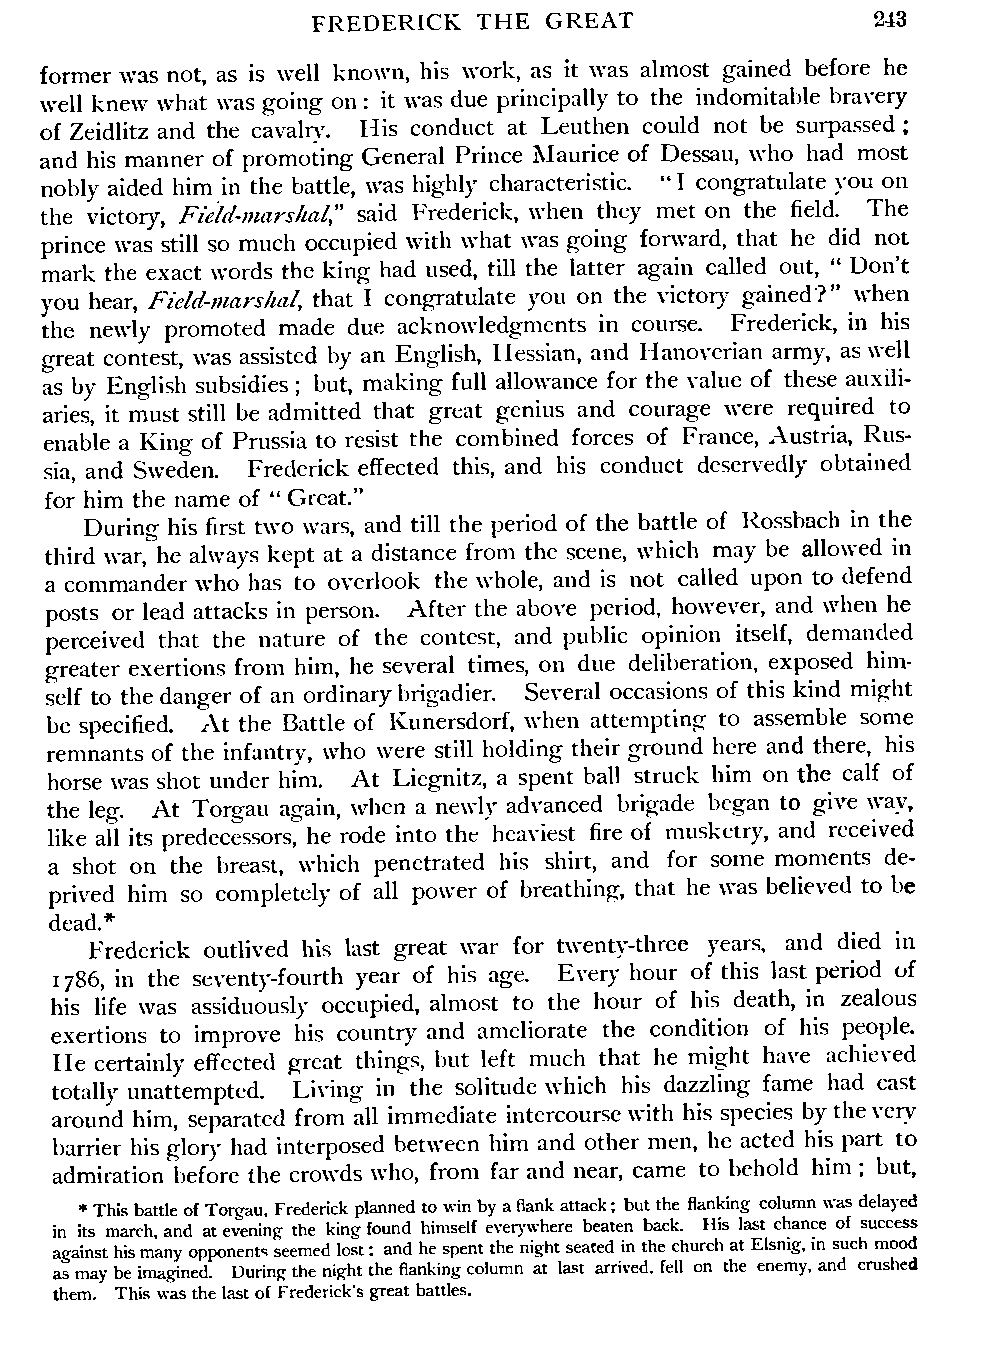 FREDERICK THE GREAT 243
former was not, as is well known, his work, as it was almost gained before he
well knew what was going on: it was due principally to the indomitable bravery
of Zeidlitz and the cavalry. His conduct at Leuthen could not be surpassed;
and his manner of promoting General Prince Maurice of Dessau, who had most
nobly aided him in the battle, was highly characteristic. "I congratulate you on
the victory, Field-marshal," said Frederick, when they met on the field. The
prince was still so much occupied with what was going forward, that he did not
mark the exact words the king had used, till the latter again called out, "Don't
you hear, Field-marshal, that I congratulate you on the victory gained?" when
the newly promoted made due acknowledgments in course. Frederick, in his
great contest, was assisted by an English, Hessian, and Hanoverian army, as well
as by English subsidies; but, making full allowance for the value of these auxili-
aries, it must still be admitted that great genius and courage were required to
enable a King of Prussia to resist the combined forces of France, Austria, Rus-
sia, and Sweden. Frederick effected this, and his conduct deservedly obtained
for him the name of "Great."
During his first two wars, and till the period of the battle of Rossbach in the
third war, he always kept at a distance from the scene, which may be allowed in
a commander who has to overlook the whole, and is not called upon to defend
posts or lead attacks in person. After the above period, however, and when he
perceived that the nature of the contest, and public opinion itself, demanded
greater exertions from him, he several times, on due deliberation, exposed him-
self to the danger of an ordinary brigadier. Several occasions of this kind might
be specified. At the Battle of Kunersdorf, when attempting to assemble some
remnants of the infantry, who were still holding their ground here and there, his
horse was shot under him. At Liegnitz, a spent ball struck him on the calf of
the leg. At Torgau again, when a newly advanced brigade began to give way,
like all its predecessors, he rode into the heaviest fire of musketry, and received
a shot on the breast, which penetrated his shirt, and for some moments de-
prived him so completely of all power of breathing, that he was believed to be
dead.*
Frederick outlived his last great war for twenty-three years, and died in
1786, in the seventy-fourth year of his age. Every hour of this last period of
his life was assiduously occupied, almost to the hour of his death, in zealous
exertions to improve his country and ameliorate the condition of his people.
He certainly effected great things, but left much that he might have achieved
totally unattempted. Living in the solitude which his dazzling fame had cast
around him, separated from all immediate intercourse with his species by the very
barrier his glory had interposed between him and other men, he acted his part to
admiration before the crowds who, from far and near, came to behold him; but,
* This battle of Torgau, Frederick planned to win by a flank attack; but the flanking column was delayed
in its march, and at evening the king found himself everywhere beaten back. His last chance of success
against his many opponents seemed lost: and he spent the night seated in the church at Elsnig, in such mood
as may be imagined. During the night the flanking column at last arrived, fell on the enemy, and crushed
them. This was the last of Frederick's great battles.